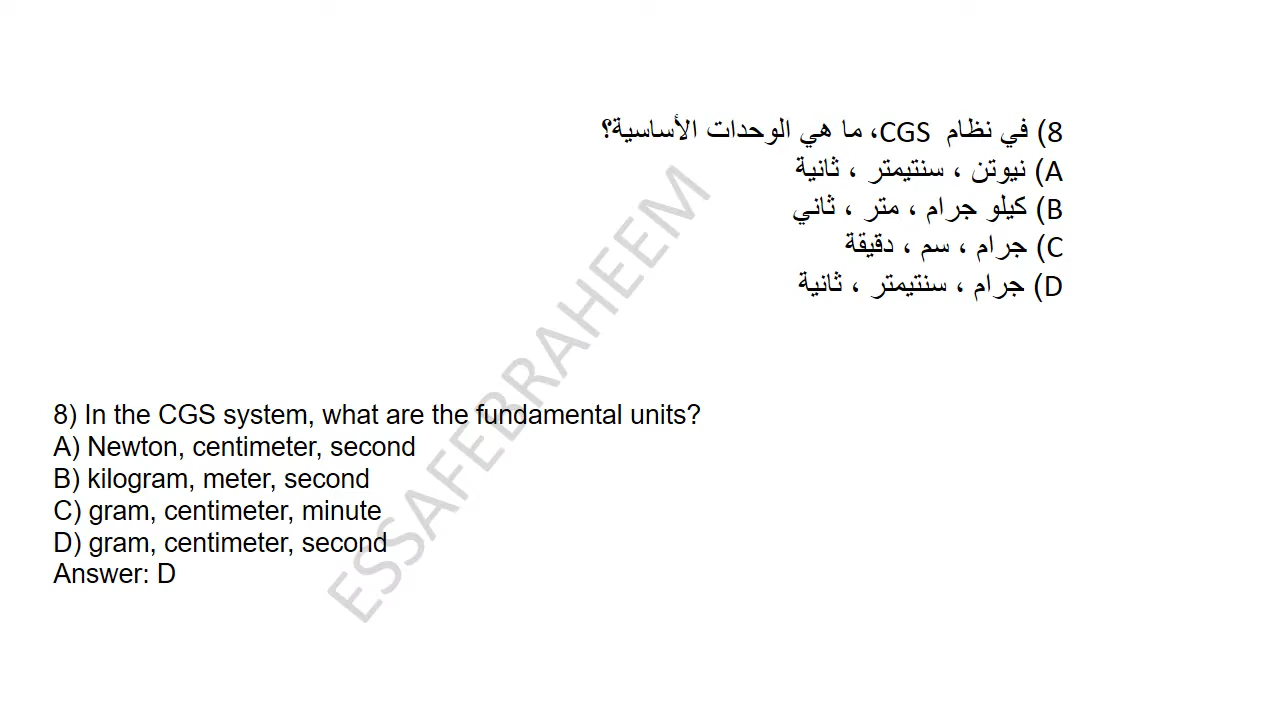 8) في نظام CGS، ما هي الوحدات الأساسية؟
A) نيوتن ، سنتيمتر ، ثانية
B) كيلو جرام ، متر ، ثاني
C) جرام ، سم ، دقيقة
D) جرام ، سنتيمتر ، ثانية
8) In the CGS system, what are the fundamental units?
A) Newton, centimeter, second
B) kilogram, meter, second
C) gram, centimeter, minute
D) gram, centimeter, second
Answer: D
ESSAFEBRAHEEM